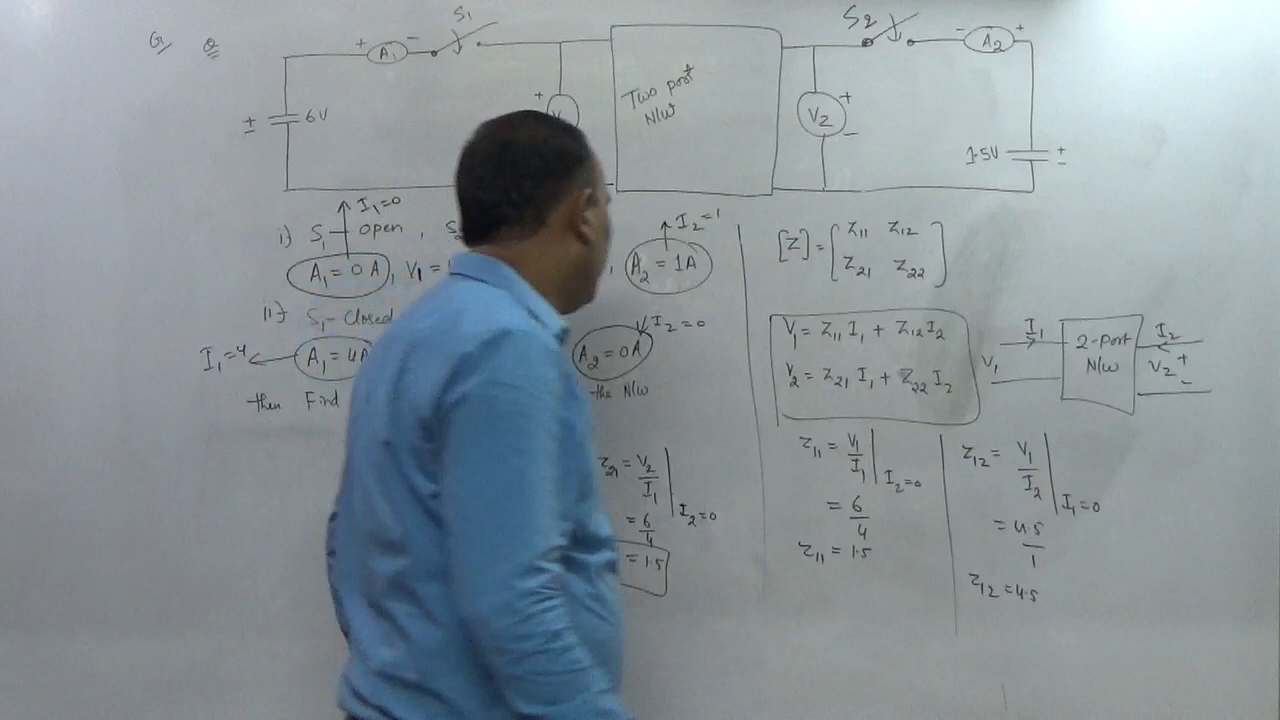 Q/ Q
+ A1 - S1
S2 - A2 +
± 6V
+ V
Two port
N/W
V2 + -
1.5V ±
I1=0
i) S1 - open , S2
A1 = 0A , V1 =
I2=1
, A2 = 1A
ii) S1 - Closed
I1=4 ← A1 = 4A
I2=0
A2 = 0A
then Find
the N/W
Z21 = V2/I1 | I2=0
= 6/4
= 1.5
[Z] = [Z11 Z12
Z21 Z22]
V1 = Z11 I1 + Z12 I2
V2 = Z21 I1 + Z22 I2
I1
V1
2-Port
N/W
I2
V2 + -
Z11 = V1/I1 | I2=0
= 6/4
Z11 = 1.5
Z12 = V1/I2 | I1=0
= 4.5/1
Z12 = 4.5